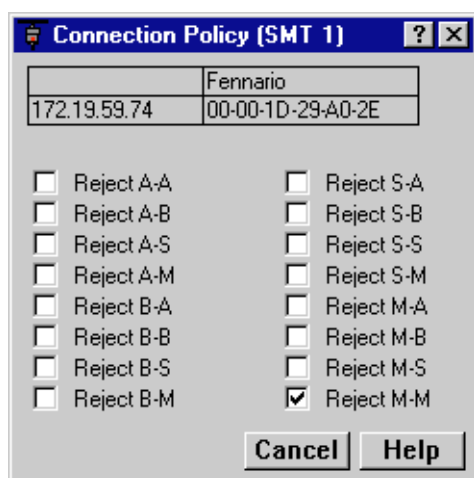 Connection Policy (SMT 1) ? ×
Fennario
172.19.59.74 00-00-1D-29-A0-2E
Reject A-A Reject S-A
Reject A-B Reject S-B
Reject A-S Reject S-S
Reject A-M Reject S-M
Reject B-A Reject M-A
Reject B-B Reject M-B
Reject B-S Reject M-S
Reject B-M Reject M-M
Cancel Help